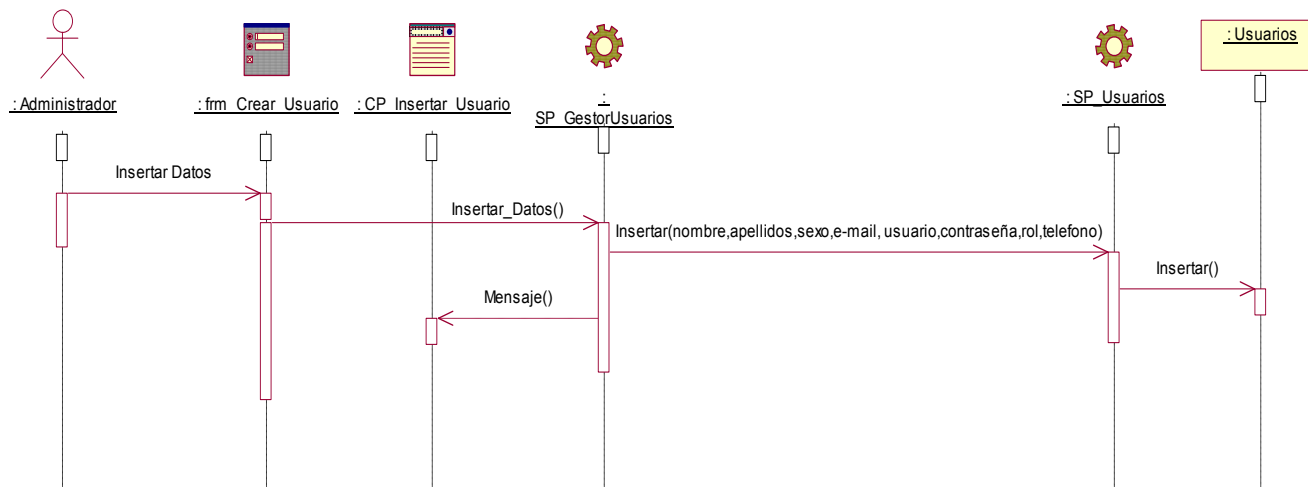 : Usuarios
: Administrador
: frm_Crear_Usuario
: CP_Insertar_Usuario
:
SP_GestorUsuarios
: SP_Usuarios
Insertar Datos
Insertar_Datos()
Insertar(nombre,apellidos,sexo,e-mail, usuario,contraseña,rol,telefono)
Insertar()
Mensaje()